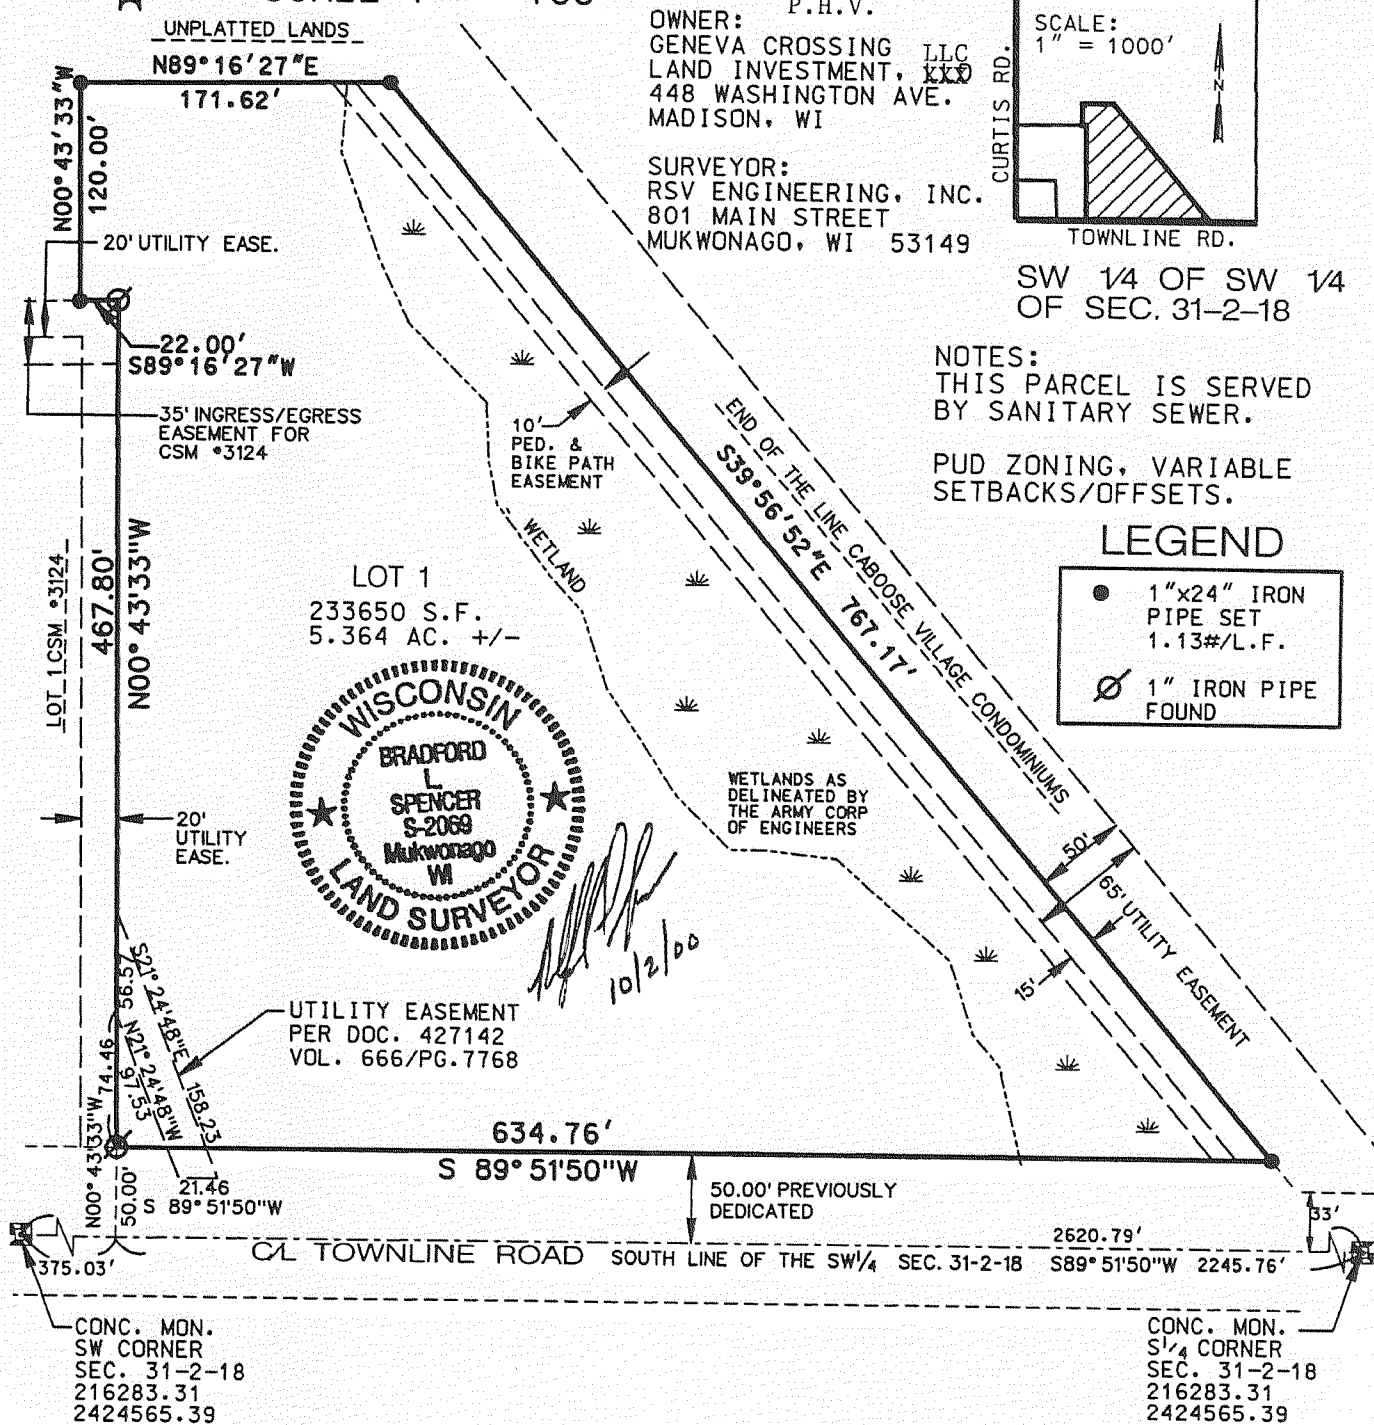 P.H.V.
UNPLATTED LANDS
N89°16'27"E
171.62'
N00°43'33"W
120.00'
20' UTILITY EASE.
22.00'
S89°16'27"W
35' INGRESS/EGRESS
EASEMENT FOR
CSM #3124
OWNER:
GENEVA CROSSING
LAND INVESTMENT, LLC
448 WASHINGTON AVE.
MADISON, WI
SURVEYOR:
RSV ENGINEERING, INC.
801 MAIN STREET
MUKWONAGO, WI 53149
SCALE:
1" = 1000'
N
CURTIS RD.
TOWNLINE RD.
SW 1/4 OF SW 1/4
OF SEC. 31-2-18
NOTES:
THIS PARCEL IS SERVED
BY SANITARY SEWER.
PUD ZONING, VARIABLE
SETBACKS/OFFSETS.
LEGEND
1"x24" IRON
PIPE SET
1.13#/L.F.
1" IRON PIPE
FOUND
10'
PED. &
BIKE PATH
EASEMENT
WETLAND
END OF THE LINE CABOOSE VILLAGE CONDOMINIUMS
S39°56'52"E 767.17'
LOT 1 CSM #3124
467.80'
N00°43'33"W
LOT 1
233650 S.F.
5.364 AC. +/-
WISCONSIN
BRADFORD
L.
SPENCER
S-2069
Mukwonago
WI
LAND SURVEYOR
10/2/00
WETLANDS AS
DELINEATED BY
THE ARMY CORP
OF ENGINEERS
20'
UTILITY
EASE.
50'
65' UTILITY EASEMENT
15'
UTILITY EASEMENT
PER DOC. 427142
VOL. 666/PG.7768
S21°24'48"E 158.23
56.57
N21°24'48"W
67.53
74.46
N00°43'33"W
50.00'
21.46
S 89°51'50"W
634.76'
S 89°51'50"W
50.00' PREVIOUSLY
DEDICATED
33'
375.03'
C/L TOWNLINE ROAD SOUTH LINE OF THE SW1/4 SEC. 31-2-18 S89°51'50"W 2245.76'
2620.79'
CONC. MON.
SW CORNER
SEC. 31-2-18
216283.31
2424565.39
CONC. MON.
S1/4 CORNER
SEC. 31-2-18
216283.31
2424565.39